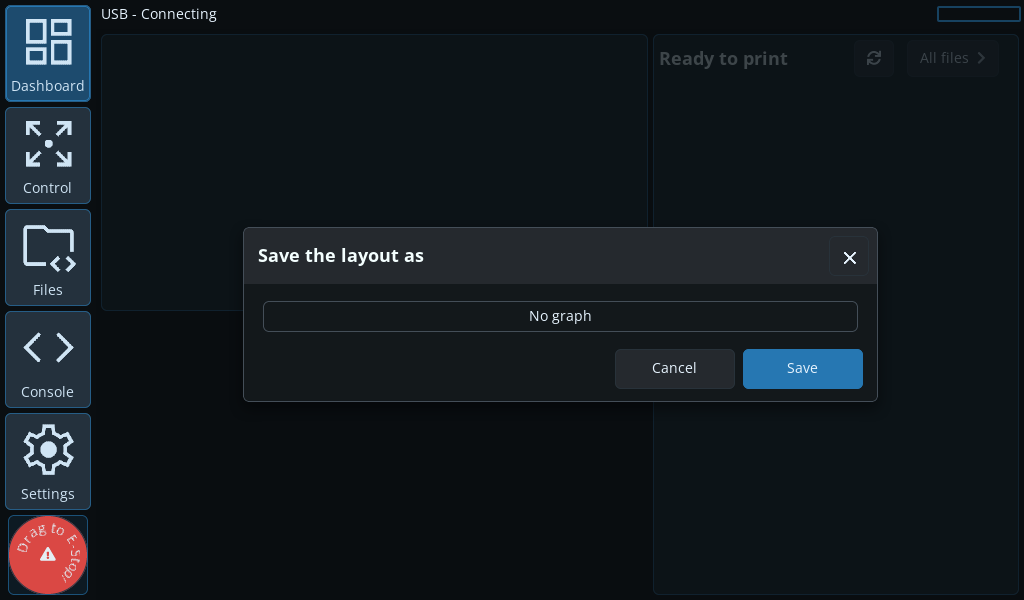 USB - Connecting
Dashboard
Control
Files
Console
Settings
Drag to E-Stop!
Ready to print
All files
Save the layout as
No graph
Cancel
Save